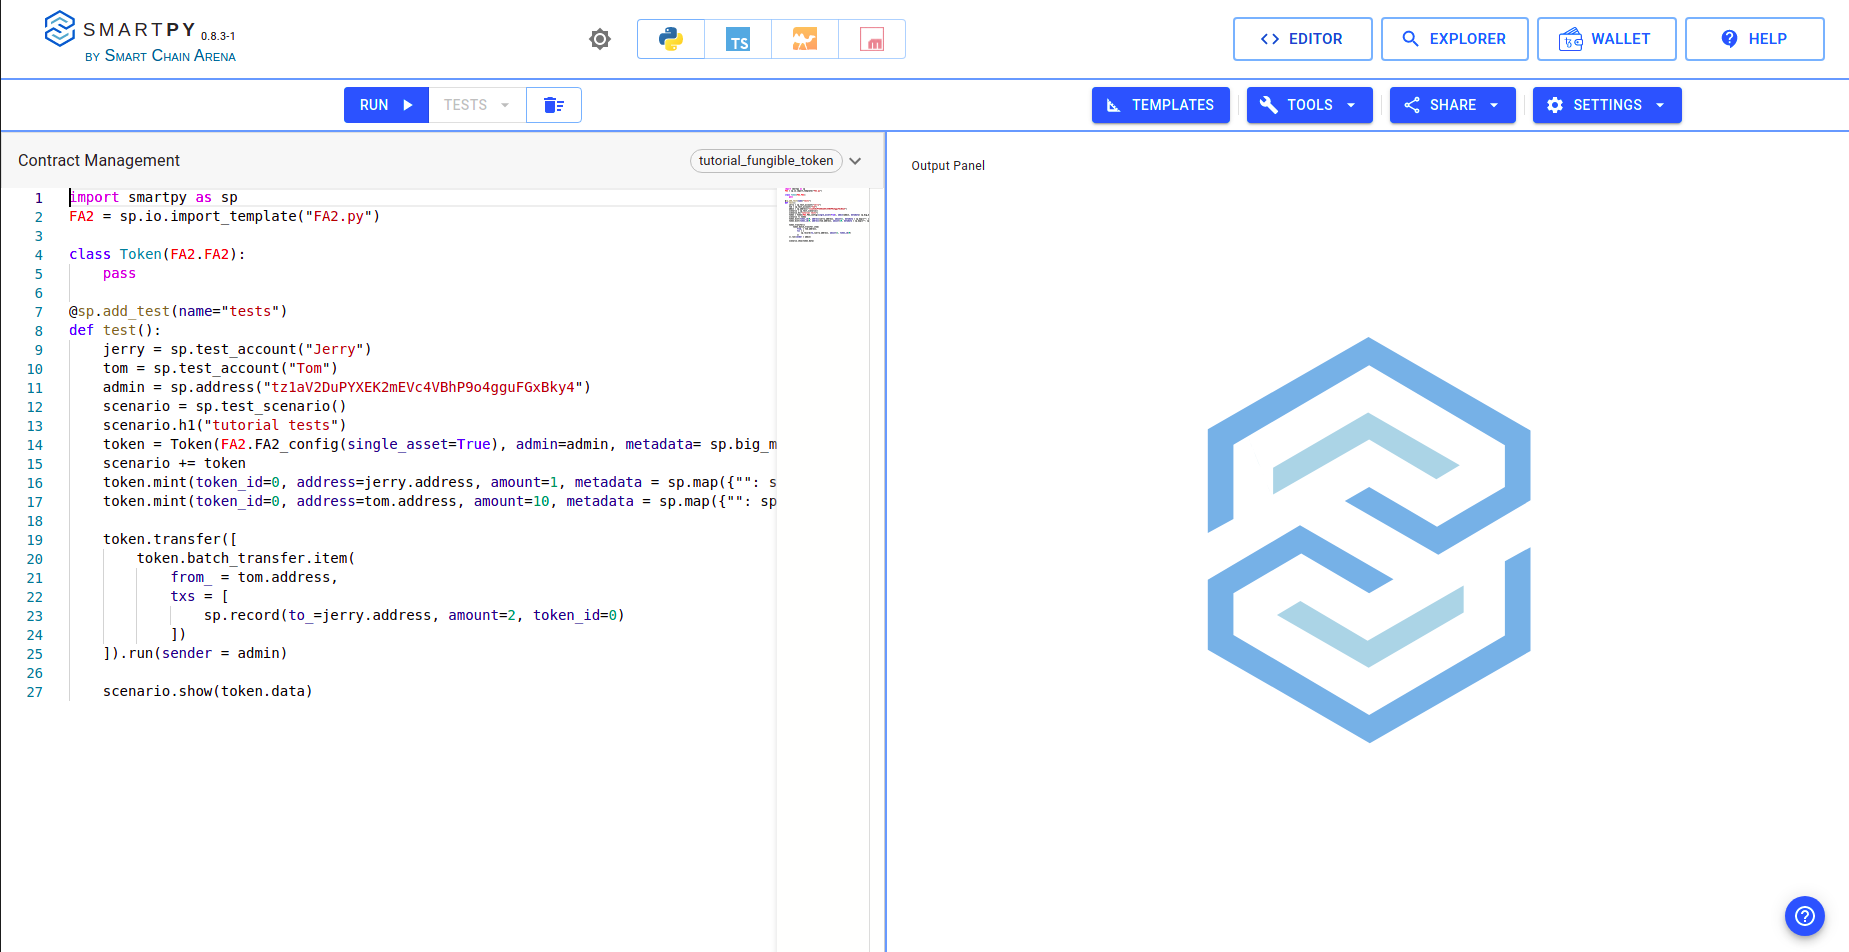 SMARTPY 0.8.3-1
BY SMART CHAIN ARENA
TS
EDITOR
EXPLORER
WALLET
HELP
RUN
TESTS
TEMPLATES
TOOLS
SHARE
SETTINGS
Contract Management
tutorial_fungible_token
Output Panel
1 import smartpy as sp
2 FA2 = sp.io.import_template("FA2.py")
3
4 class Token(FA2.FA2):
5     pass
6
7 @sp.add_test(name="tests")
8 def test():
9     jerry = sp.test_account("Jerry")
10     tom = sp.test_account("Tom")
11     admin = sp.address("tz1aV2DuPYXEK2mEVc4VBhP9o4gguFGxBky4")
12     scenario = sp.test_scenario()
13     scenario.h1("tutorial tests")
14     token = Token(FA2.FA2_config(single_asset=True), admin=admin, metadata= sp.big_m
15     scenario += token
16     token.mint(token_id=0, address=jerry.address, amount=1, metadata = sp.map({"": s
17     token.mint(token_id=0, address=tom.address, amount=10, metadata = sp.map({"": sp
18
19     token.transfer([
20         token.batch_transfer.item(
21             from_ = tom.address,
22             txs = [
23                 sp.record(to_=jerry.address, amount=2, token_id=0)
24             ])
25     ]).run(sender = admin)
26
27     scenario.show(token.data)